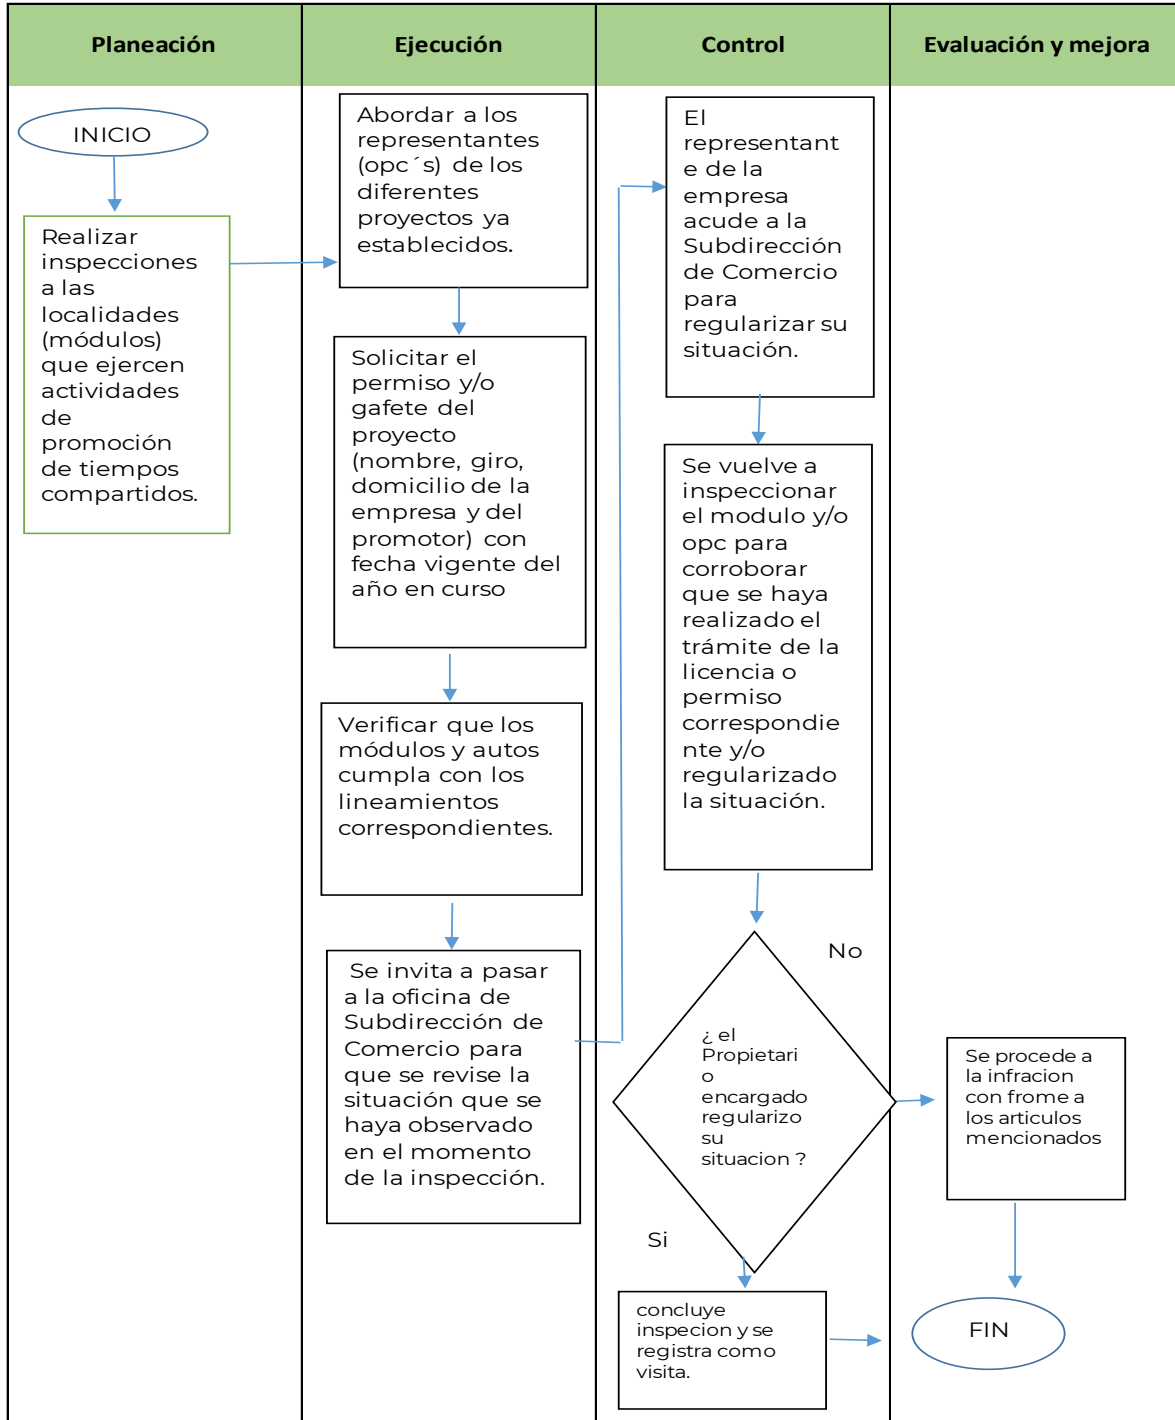 Planeación
Ejecución
Control
Evaluación y mejora
INICIO
Realizar
inspecciones
a las
localidades
(módulos)
que ejercen
actividades
de
promoción
de tiempos
compartidos.
Abordar a los
representantes
(opc´s) de los
diferentes
proyectos ya
establecidos.
Solicitar el
permiso y/o
gafete del
proyecto
(nombre, giro,
domicilio de la
empresa y del
promotor) con
fecha vigente del
año en curso
Verificar que los
módulos y autos
cumpla con los
lineamientos
correspondientes.
Se invita a pasar
a la oficina de
Subdirección de
Comercio para
que se revise la
situación que se
haya observado
en el momento
de la inspección.
El
representant
e de la
empresa
acude a la
Subdirección
de Comercio
para
regularizar su
situación.
Se vuelve a
inspeccionar
el modulo y/o
opc para
corroborar
que se haya
realizado el
trámite de la
licencia o
permiso
correspondie
nte y/o
regularizado
la situación.
No
¿ el
Propietari
o
encargado
regularizo
su
situacion ?
Si
concluye
inspecion y se
registra como
visita.
Se procede a
la infracion
con frome a
los articulos
mencionados
FIN